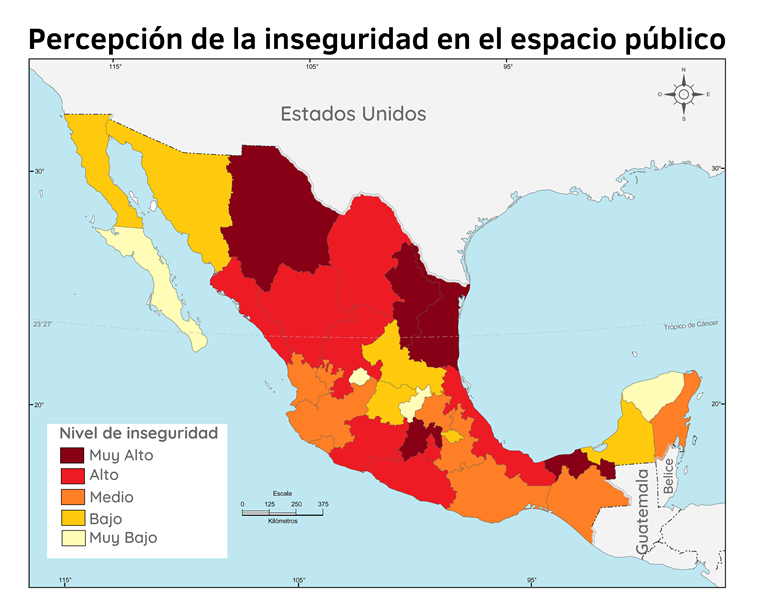 Percepción de la inseguridad en el espacio público
115°
105°
95°
N
O
E
S
Estados Unidos
30°
30°
23°27'
Trópico de Cáncer
20°
20°
Nivel de inseguridad
Muy Alto
Alto
Medio
Bajo
Muy Bajo
Escala
0 125 250 375
Kilómetros
Guatemala
Belice
115°
105°
95°